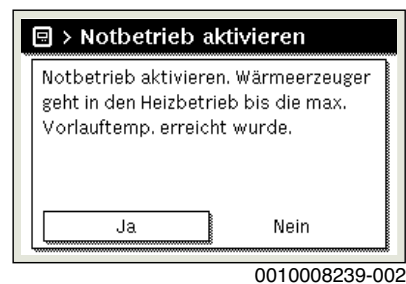 > Notbetrieb aktivieren
Notbetrieb aktivieren. Wärmeerzeuger
geht in den Heizbetrieb bis die max.
Vorlauftemp. erreicht wurde.
Ja Nein
0010008239-002